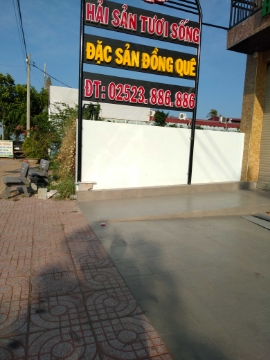 HẢI SẢN TƯƠI SỐNG
ĐẶC SẢN ĐỒNG QUÊ
ĐT: 02523. 886. 886